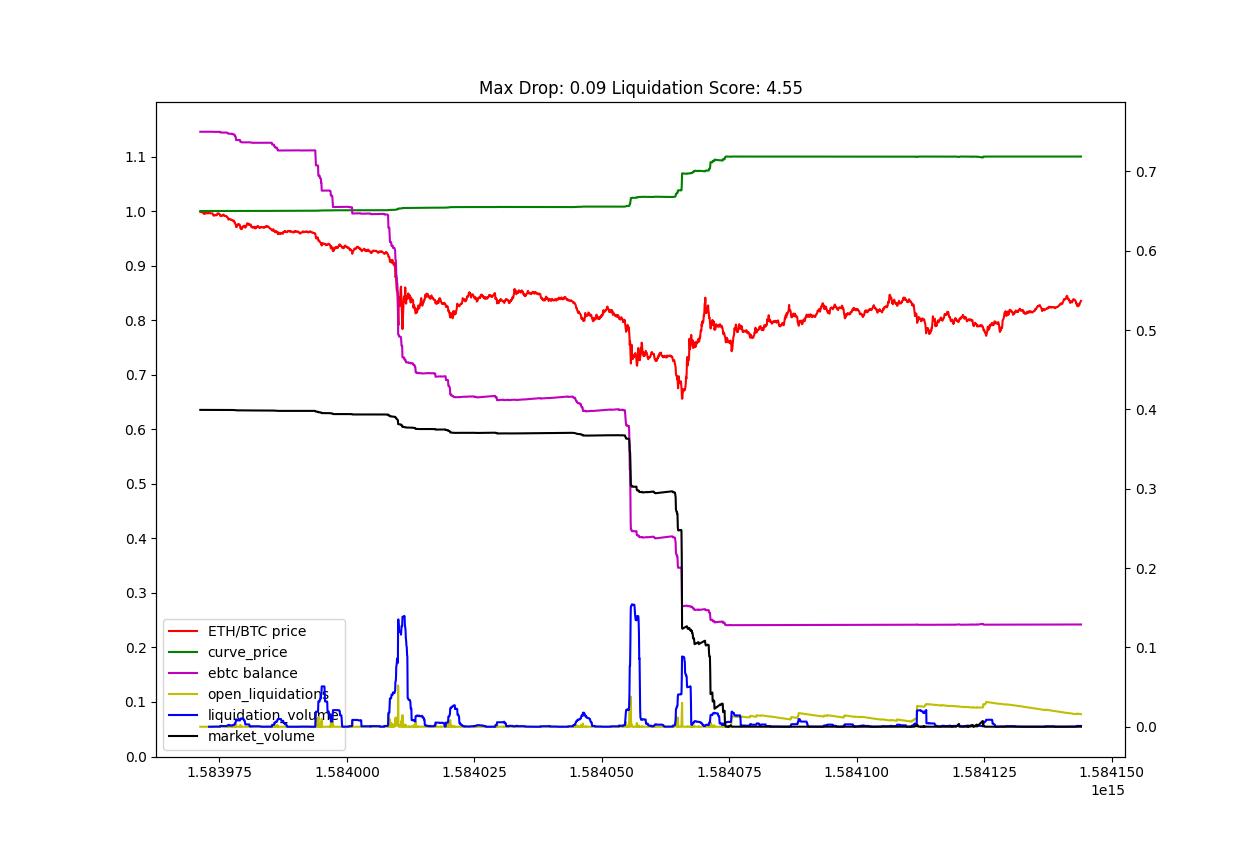 Max Drop: 0.09 Liquidation Score: 4.55
1.1
1.0
0.9
0.8
0.7
0.6
0.5
0.4
0.3
0.2
0.1
0.0
0.7
0.6
0.5
0.4
0.3
0.2
0.1
0.0
ETH/BTC price
curve_price
ebtc balance
open_liquidations
liquidation_volume
market_volume
1.583975 1.584000 1.584025 1.584050 1.584075 1.584100 1.584125 1.584150
1e15